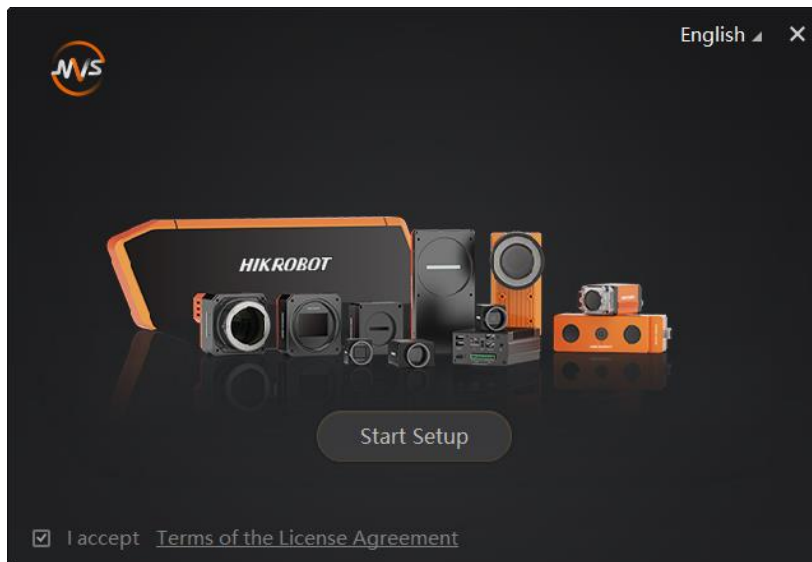 English
MVS
HIKROBOT
Start Setup
I accept Terms of the License Agreement